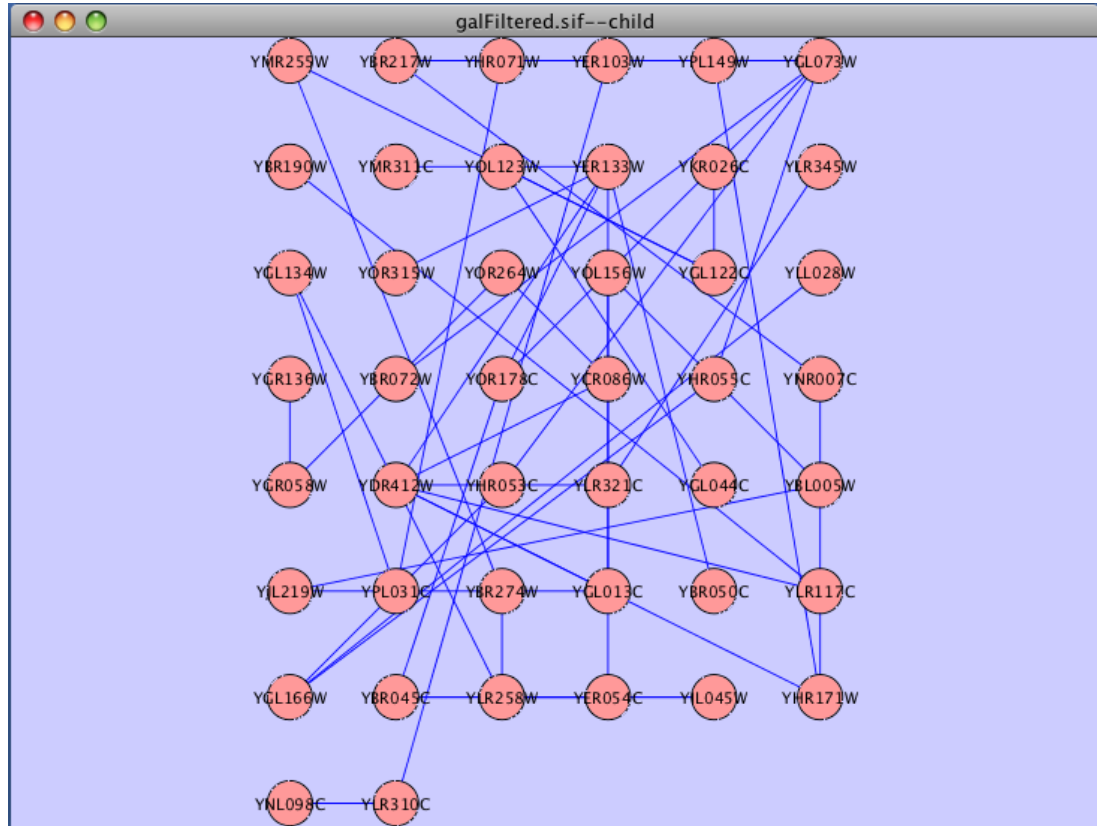 galFiltered.sif--child
YMR255W YBR217W YHR071W YER103W YPL149W YGL073W
YBR190W YMR311C YOL123W YER133W YKR026C YLR345W
YGL134W YOR315W YOR264W YOL156W YGL122C YLL028W
YGR136W YBR072W YOR178C YCR086W YHR055C YNR007C
YGR058W YDR412W YHR053C YLR321C YGL044C YBL005W
YJL219W YPL031C YBR274W YGL013C YBR050C YLR117C
YGL166W YBR045C YLR258W YER054C YIL045W YHR171W
YNL098C YLR310C